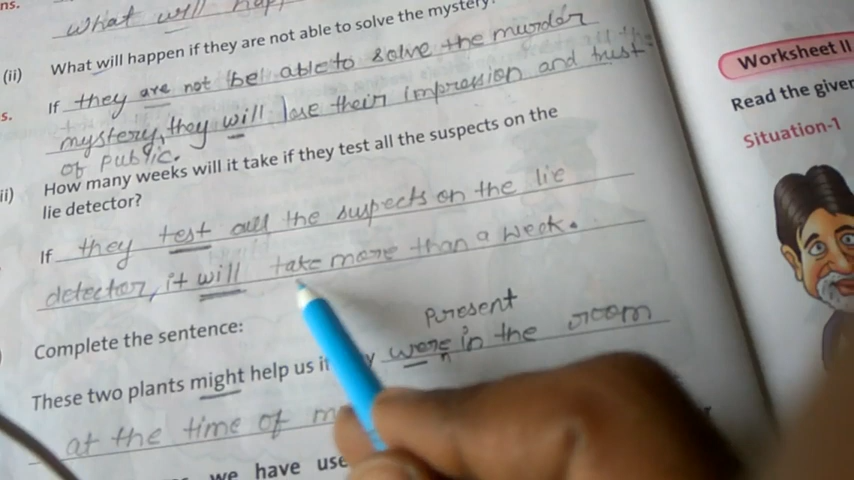 ns.
what will
(ii) What will happen if they are not able to solve the mystery?
s. If they are not be able to solve the murder
mystery, they will lose their impression and trust
of public.
ii) How many weeks will it take if they test all the suspects on the
lie detector?
If they test all the suspects on the lie
detector, it will take more than a week.
Complete the sentence:
present
These two plants might help us i were in the room
at the time of m
we have use
Worksheet II
Read the given
Situation-1